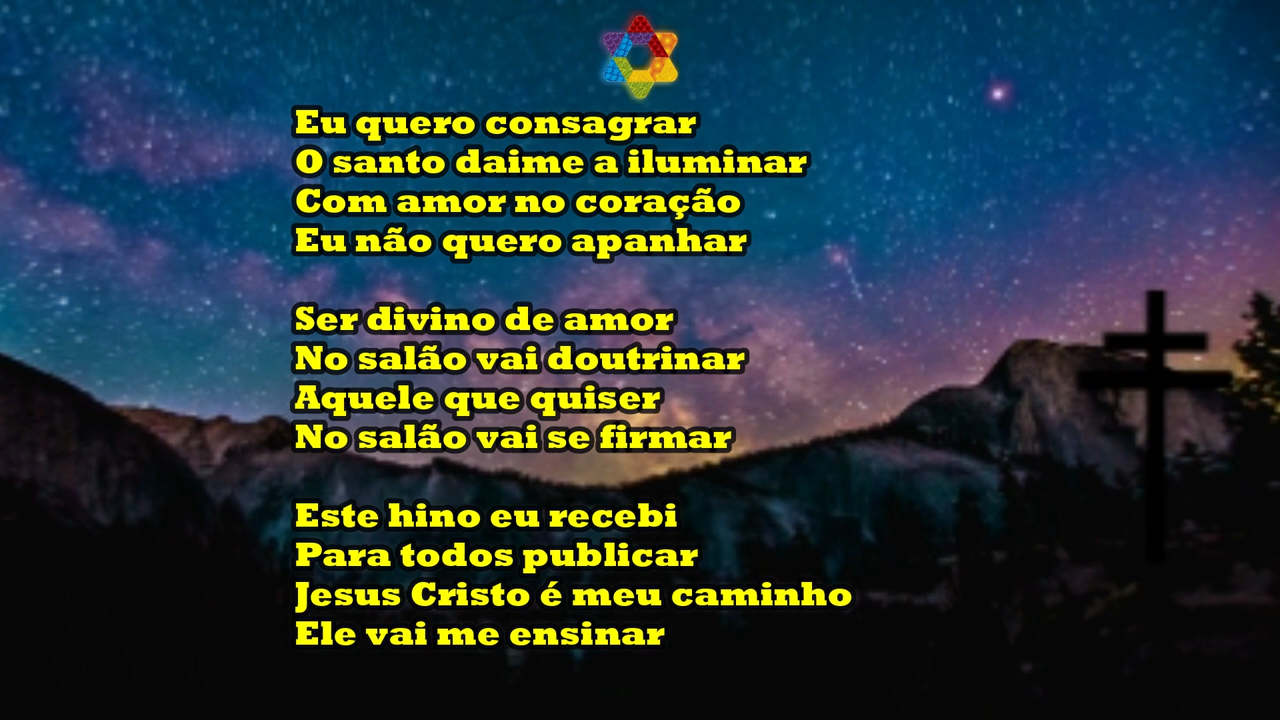 Eu quero consagrar
O santo daime a iluminar
Com amor no coração
Eu não quero apanhar
Ser divino de amor
No salão vai doutrinar
Aquele que quiser
No salão vai se firmar
Este hino eu recebi
Para todos publicar
Jesus Cristo é meu caminho
Ele vai me ensinar